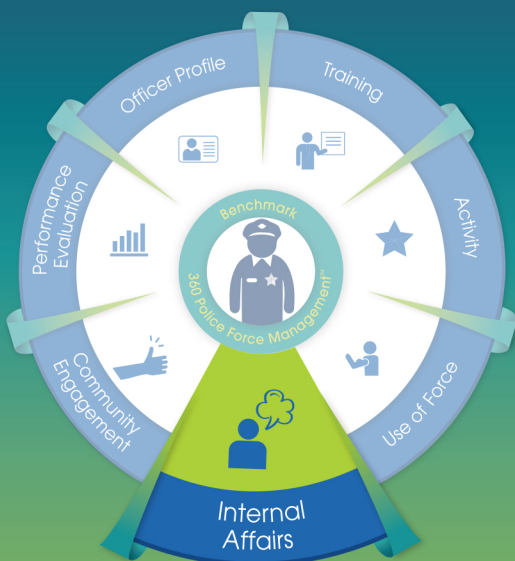 Officer Profile
Training
Performance
Evaluation
Benchmark
360 Police Force Management™
Activity
Community
Engagement
Use of Force
Internal
Affairs